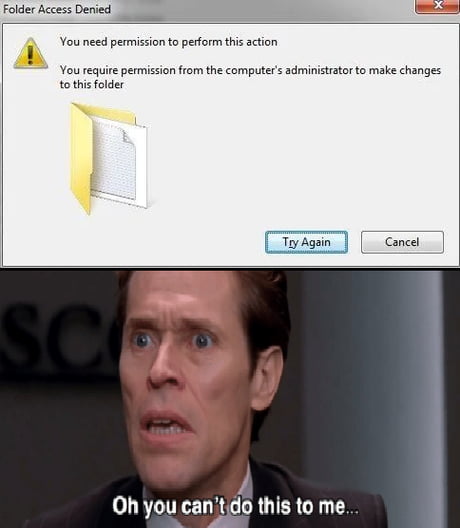 Folder Access Denied
You need permission to perform this action
You require permission from the computer's administrator to make changes
to this folder
Try Again
Cancel
SC
Oh you can't do this to me...